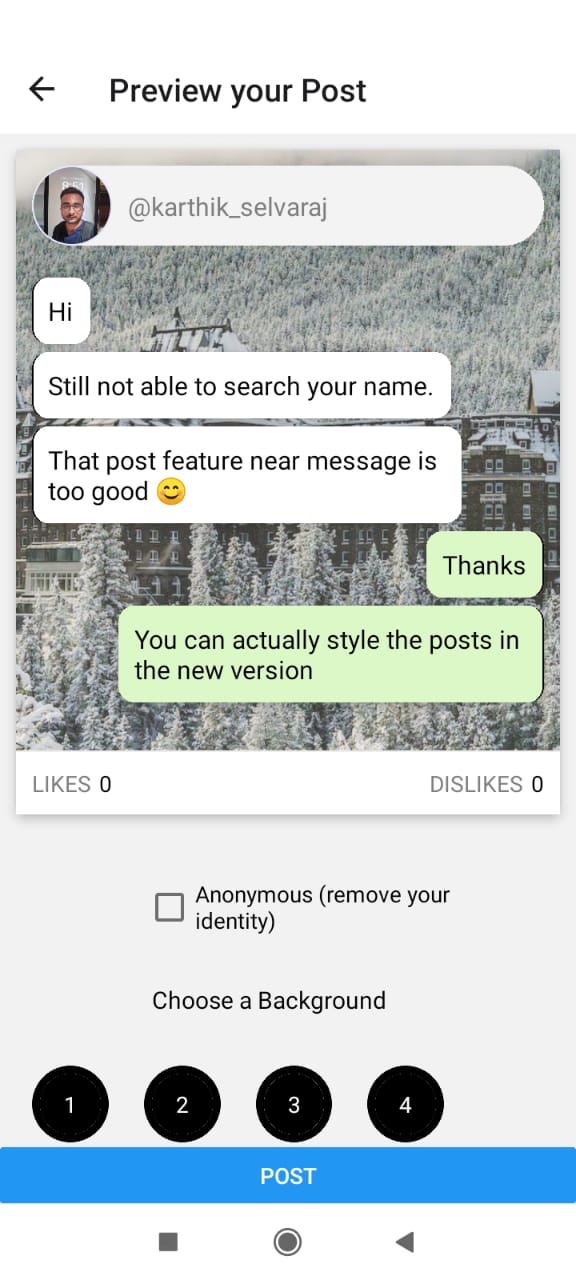 Preview your Post
@karthik_selvaraj
Hi
Still not able to search your name.
That post feature near message is
too good 😊
Thanks
You can actually style the posts in
the new version
LIKES 0
DISLIKES 0
Anonymous (remove your
identity)
Choose a Background
1
2
3
4
POST